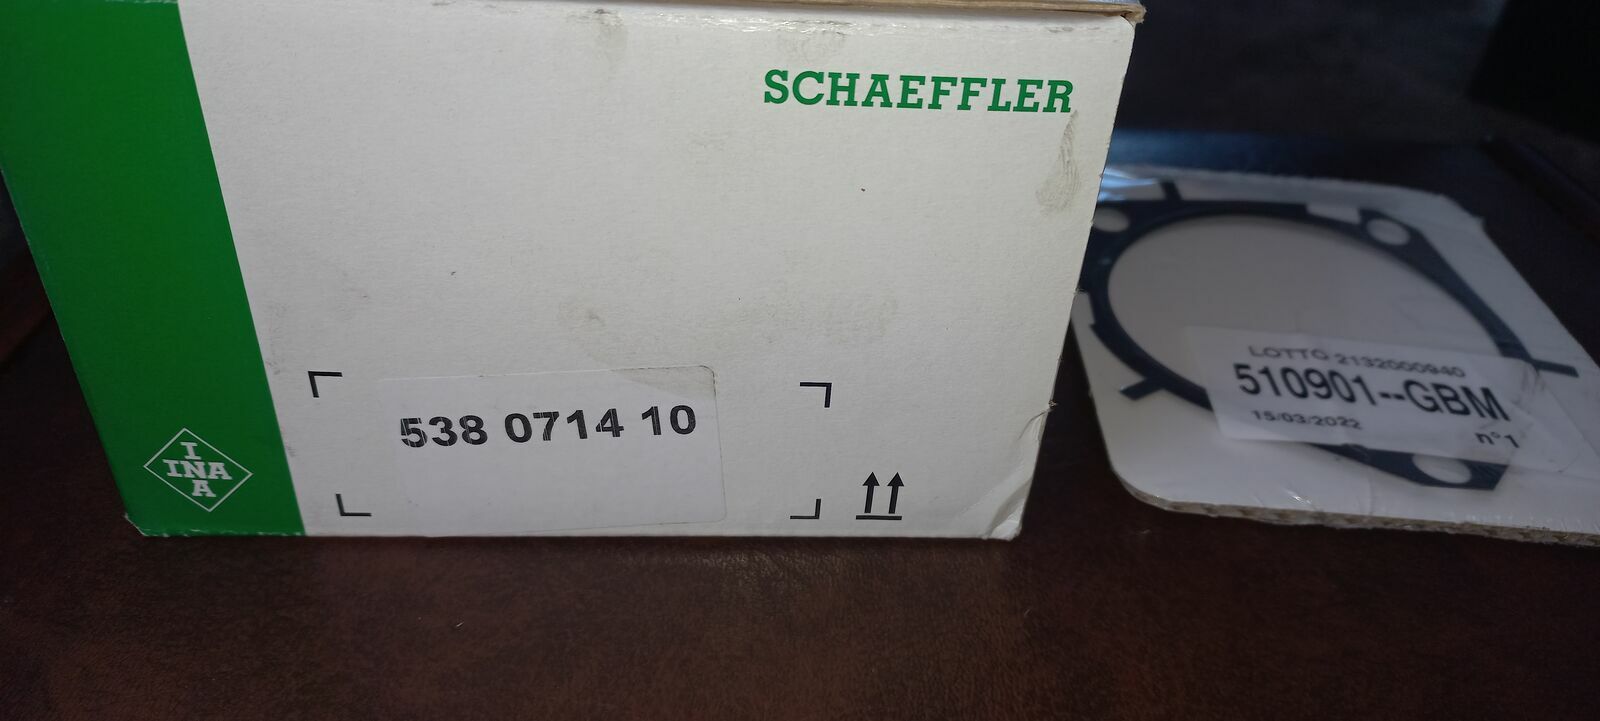 SCHAEFFLER
538 0714 10
I
INA
A
LOTTO 2132000940
510901--GBM
15/03/2022
n°1